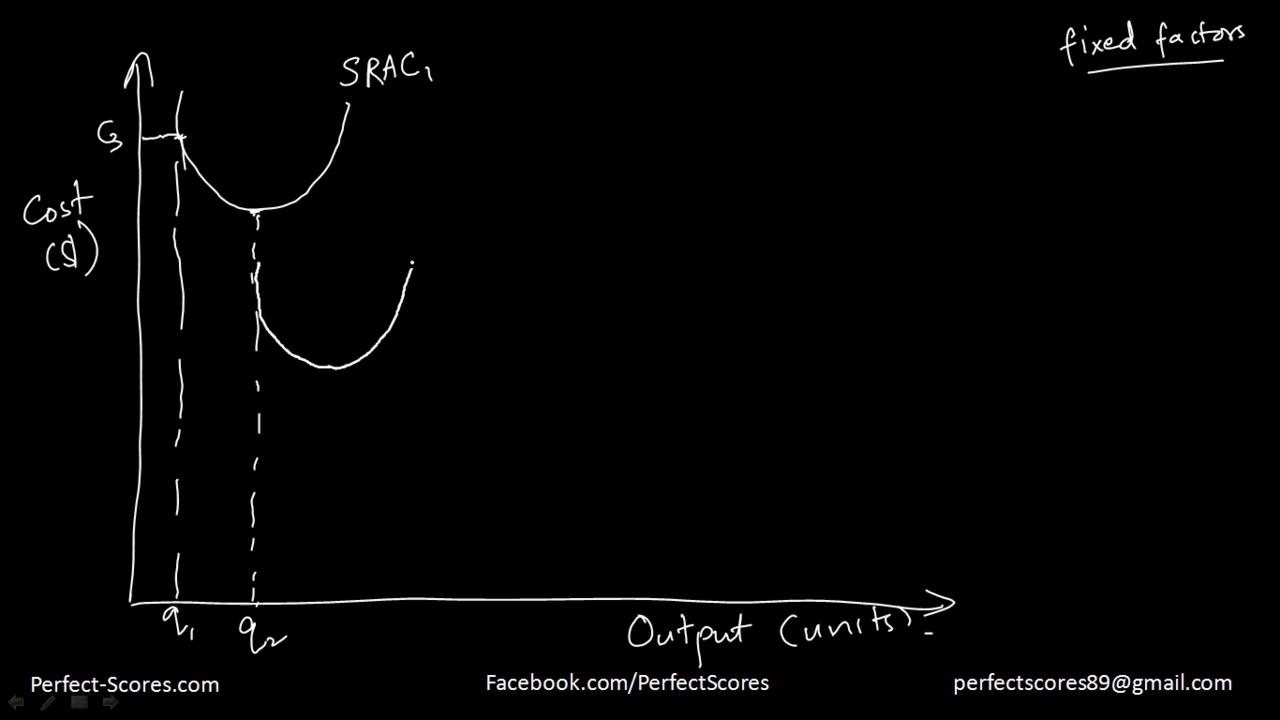 fixed factors
SRAC₁
C₃
Cost
($)
q₁
q₂
Output (units)
Perfect-Scores.com
Facebook.com/PerfectScores
perfectscores89@gmail.com